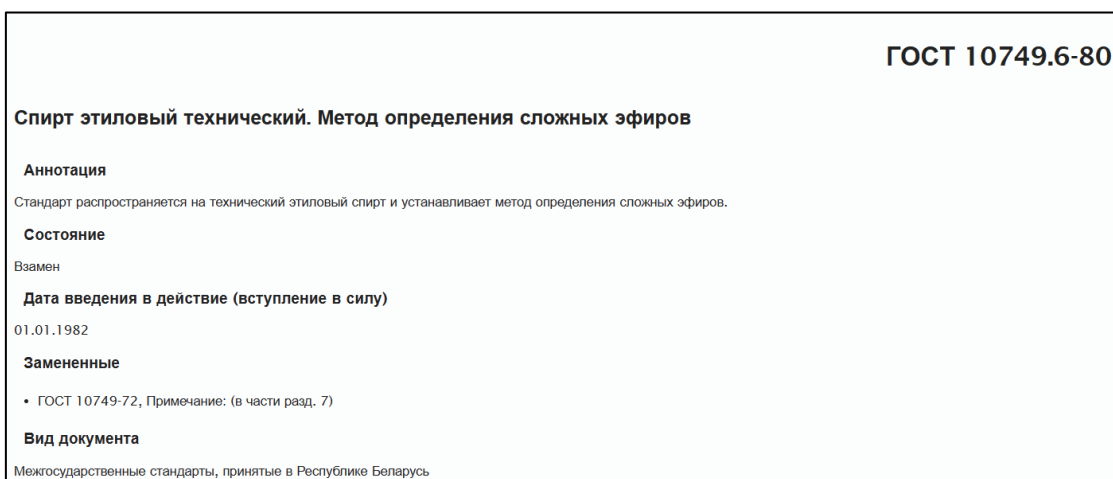 ГОСТ 10749.6-80
Спирт этиловый технический. Метод определения сложных эфиров
Аннотация
Стандарт распространяется на технический этиловый спирт и устанавливает метод определения сложных эфиров.
Состояние
Взамен
Дата введения в действие (вступление в силу)
01.01.1982
Замененные
• ГОСТ 10749-72, Примечание: (в части разд. 7)
Вид документа
Межгосударственные стандарты, принятые в Республике Беларусь